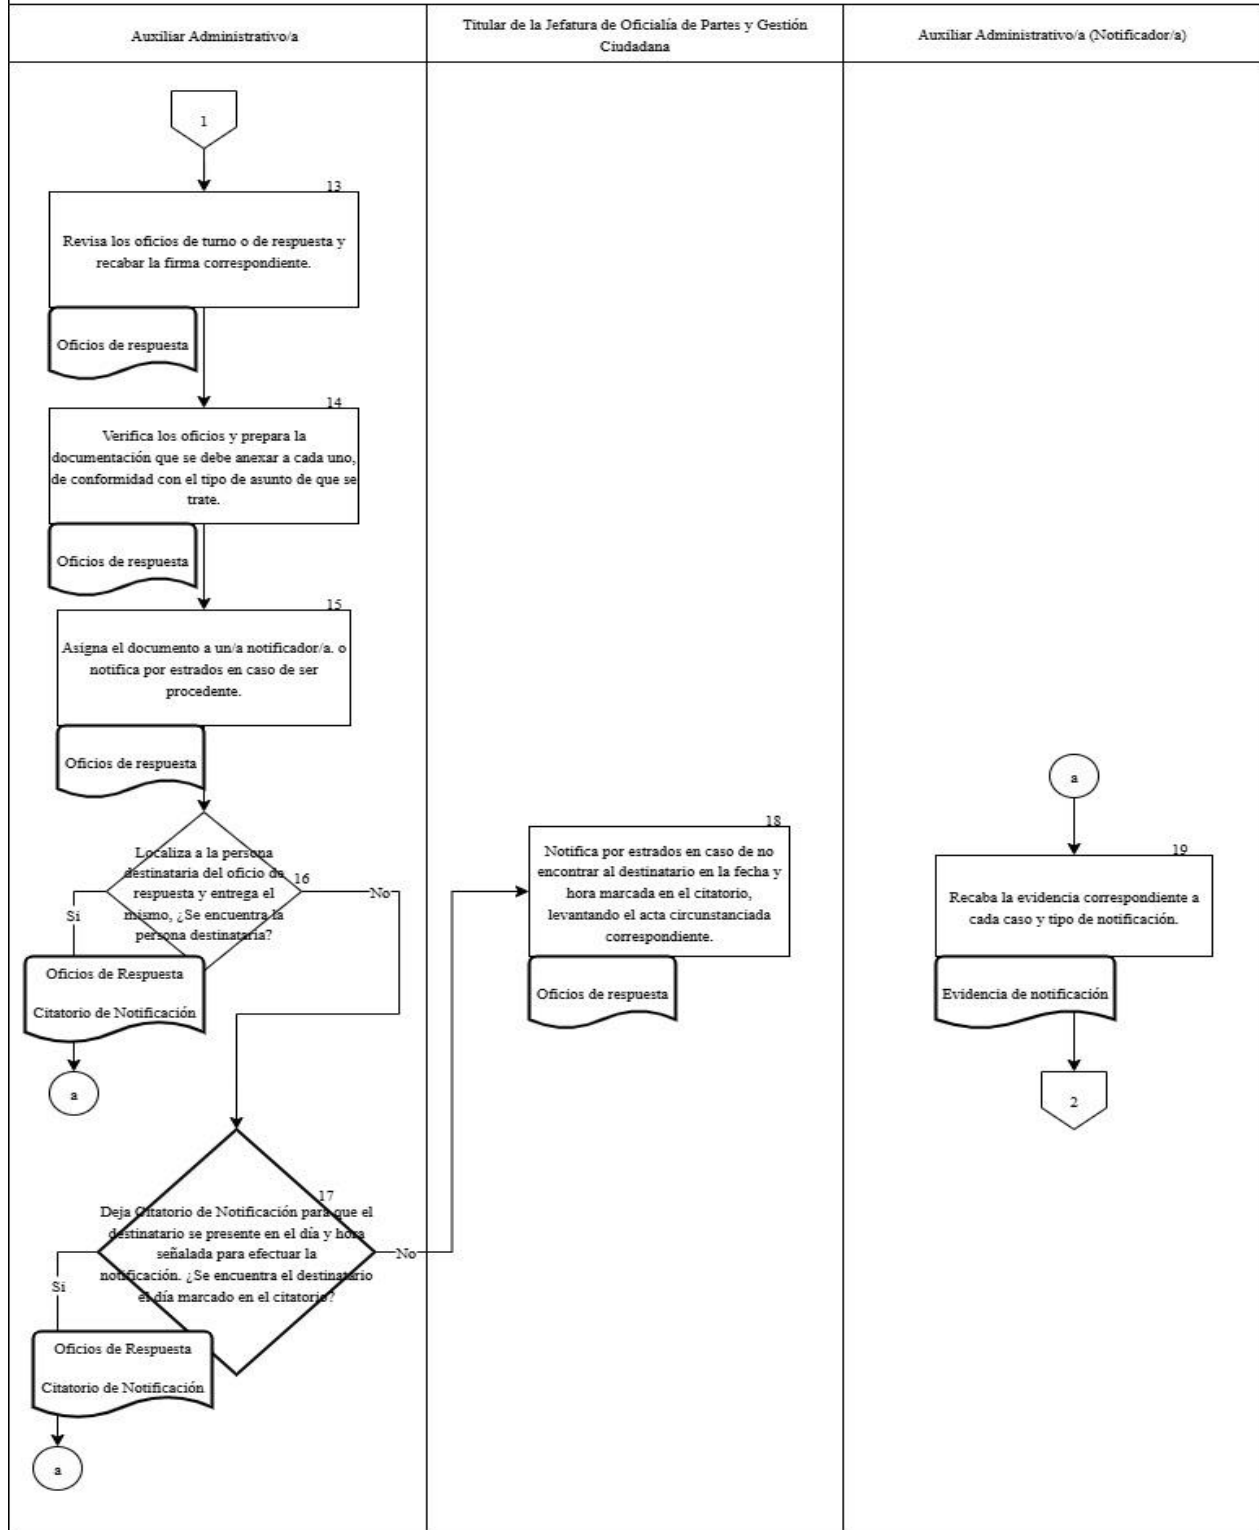 Auxiliar Administrativo/a
Titular de la Jefatura de Oficialía de Partes y Gestión
Ciudadana
Auxiliar Administrativo/a (Notificador/a)
1
13
Revisa los oficios de turno o de respuesta y
recabar la firma correspondiente.
Oficios de respuesta
14
Verifica los oficios y prepara la
documentación que se debe anexar a cada uno,
de conformidad con el tipo de asunto de que se
trate.
Oficios de respuesta
15
Asigna el documento a un/a notificador/a. o
notifica por estrados en caso de ser
procedente.
Oficios de respuesta
16
Localiza a la persona
destinataria del oficio de
respuesta y entrega el
mismo, ¿Se encuentra la
persona destinataria?
Si
No
Oficios de Respuesta
Citatorio de Notificación
a
17
Deja Citatorio de Notificación para que el
destinatario se presente en el día y hora
señalada para efectuar la
notificación. ¿Se encuentra el destinatario
el día marcado en el citatorio?
Si
No
Oficios de Respuesta
Citatorio de Notificación
a
18
Notifica por estrados en caso de no
encontrar al destinatario en la fecha y
hora marcada en el citatorio,
levantando el acta circunstanciada
correspondiente.
Oficios de respuesta
a
19
Recaba la evidencia correspondiente a
cada caso y tipo de notificación.
Evidencia de notificación
2